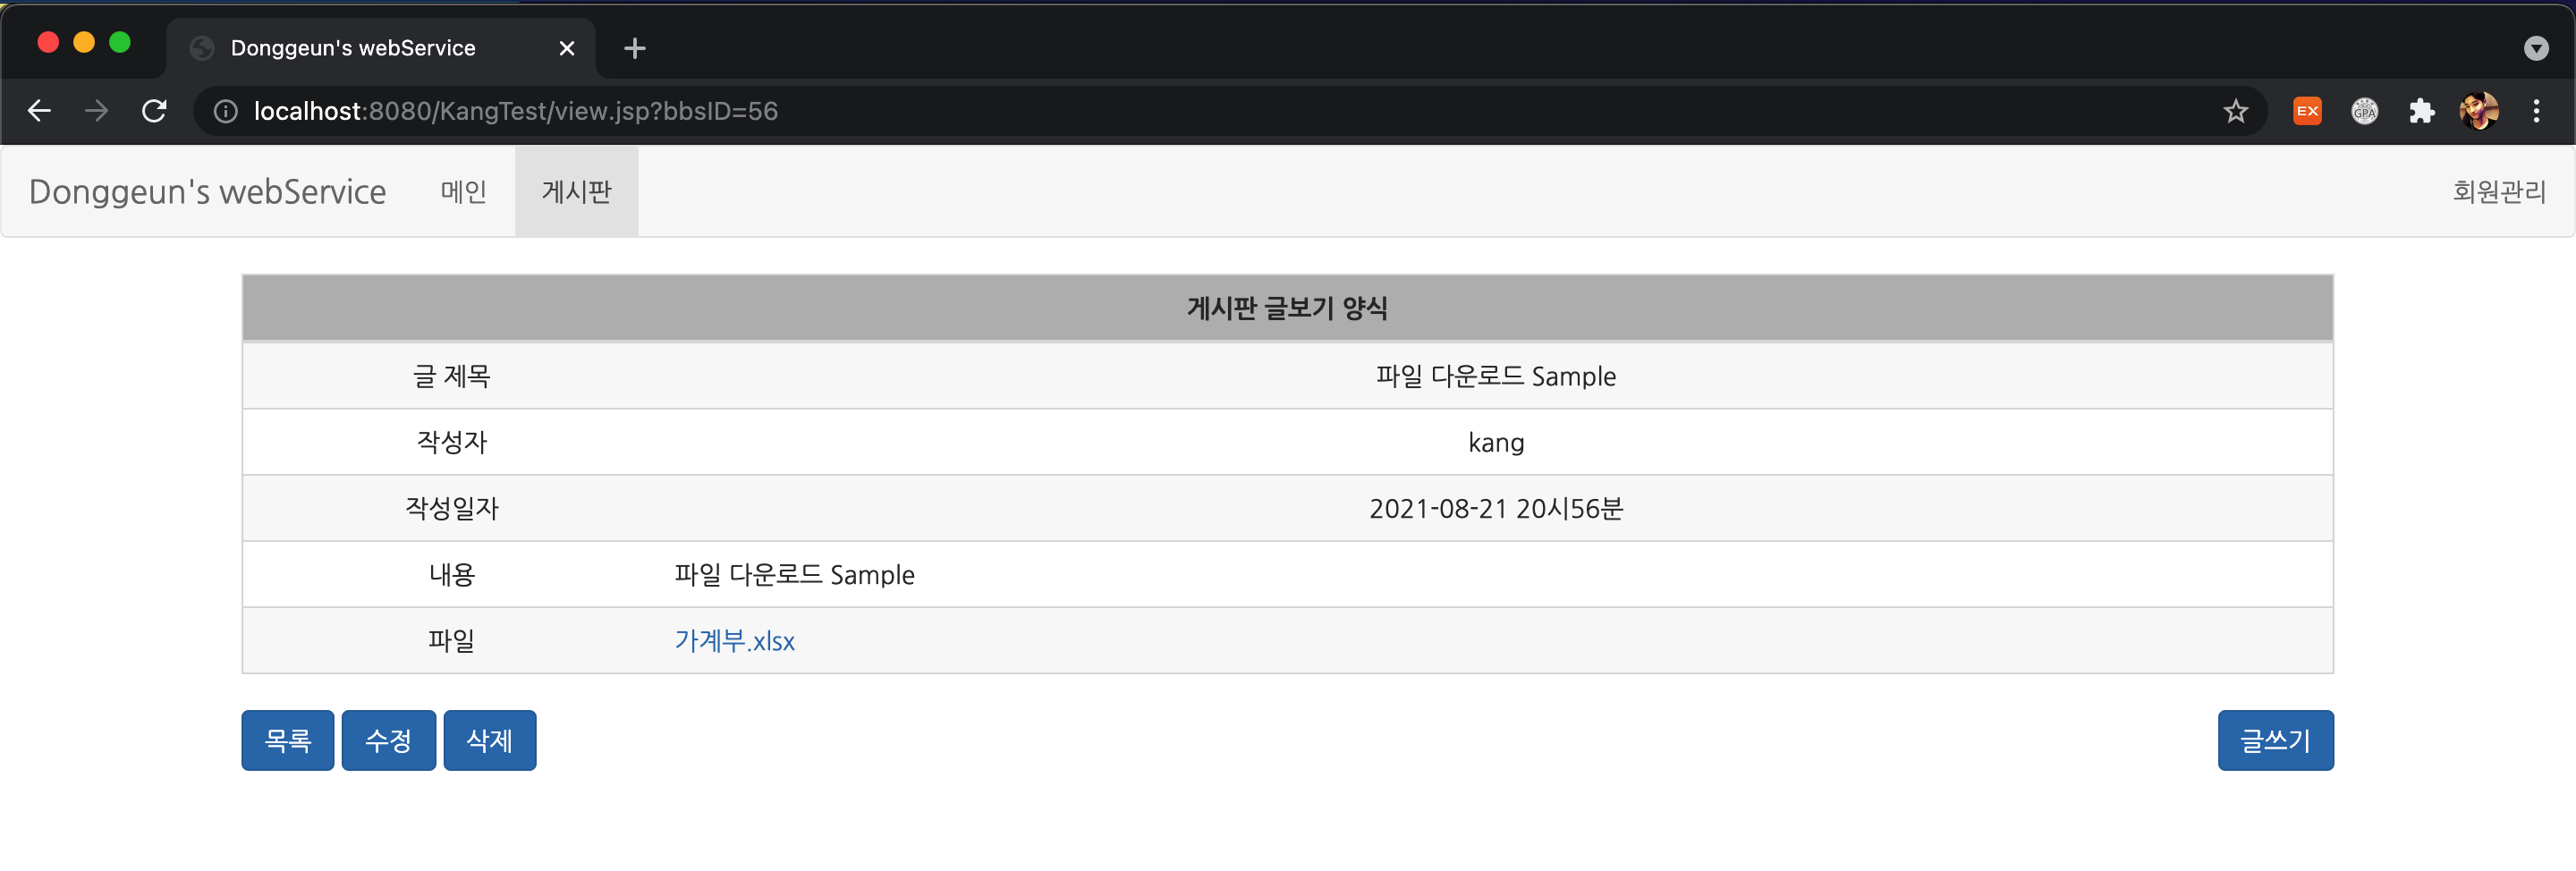 Donggeun's webService
localhost:8080/KangTest/view.jsp?bbsID=56
EX
GPA
Donggeun's webService 메인 게시판 회원관리
게시판 글보기 양식
글 제목 파일 다운로드 Sample
작성자 kang
작성일자 2021-08-21 20시56분
내용 파일 다운로드 Sample
파일 가계부.xlsx
목록 수정 삭제 글쓰기